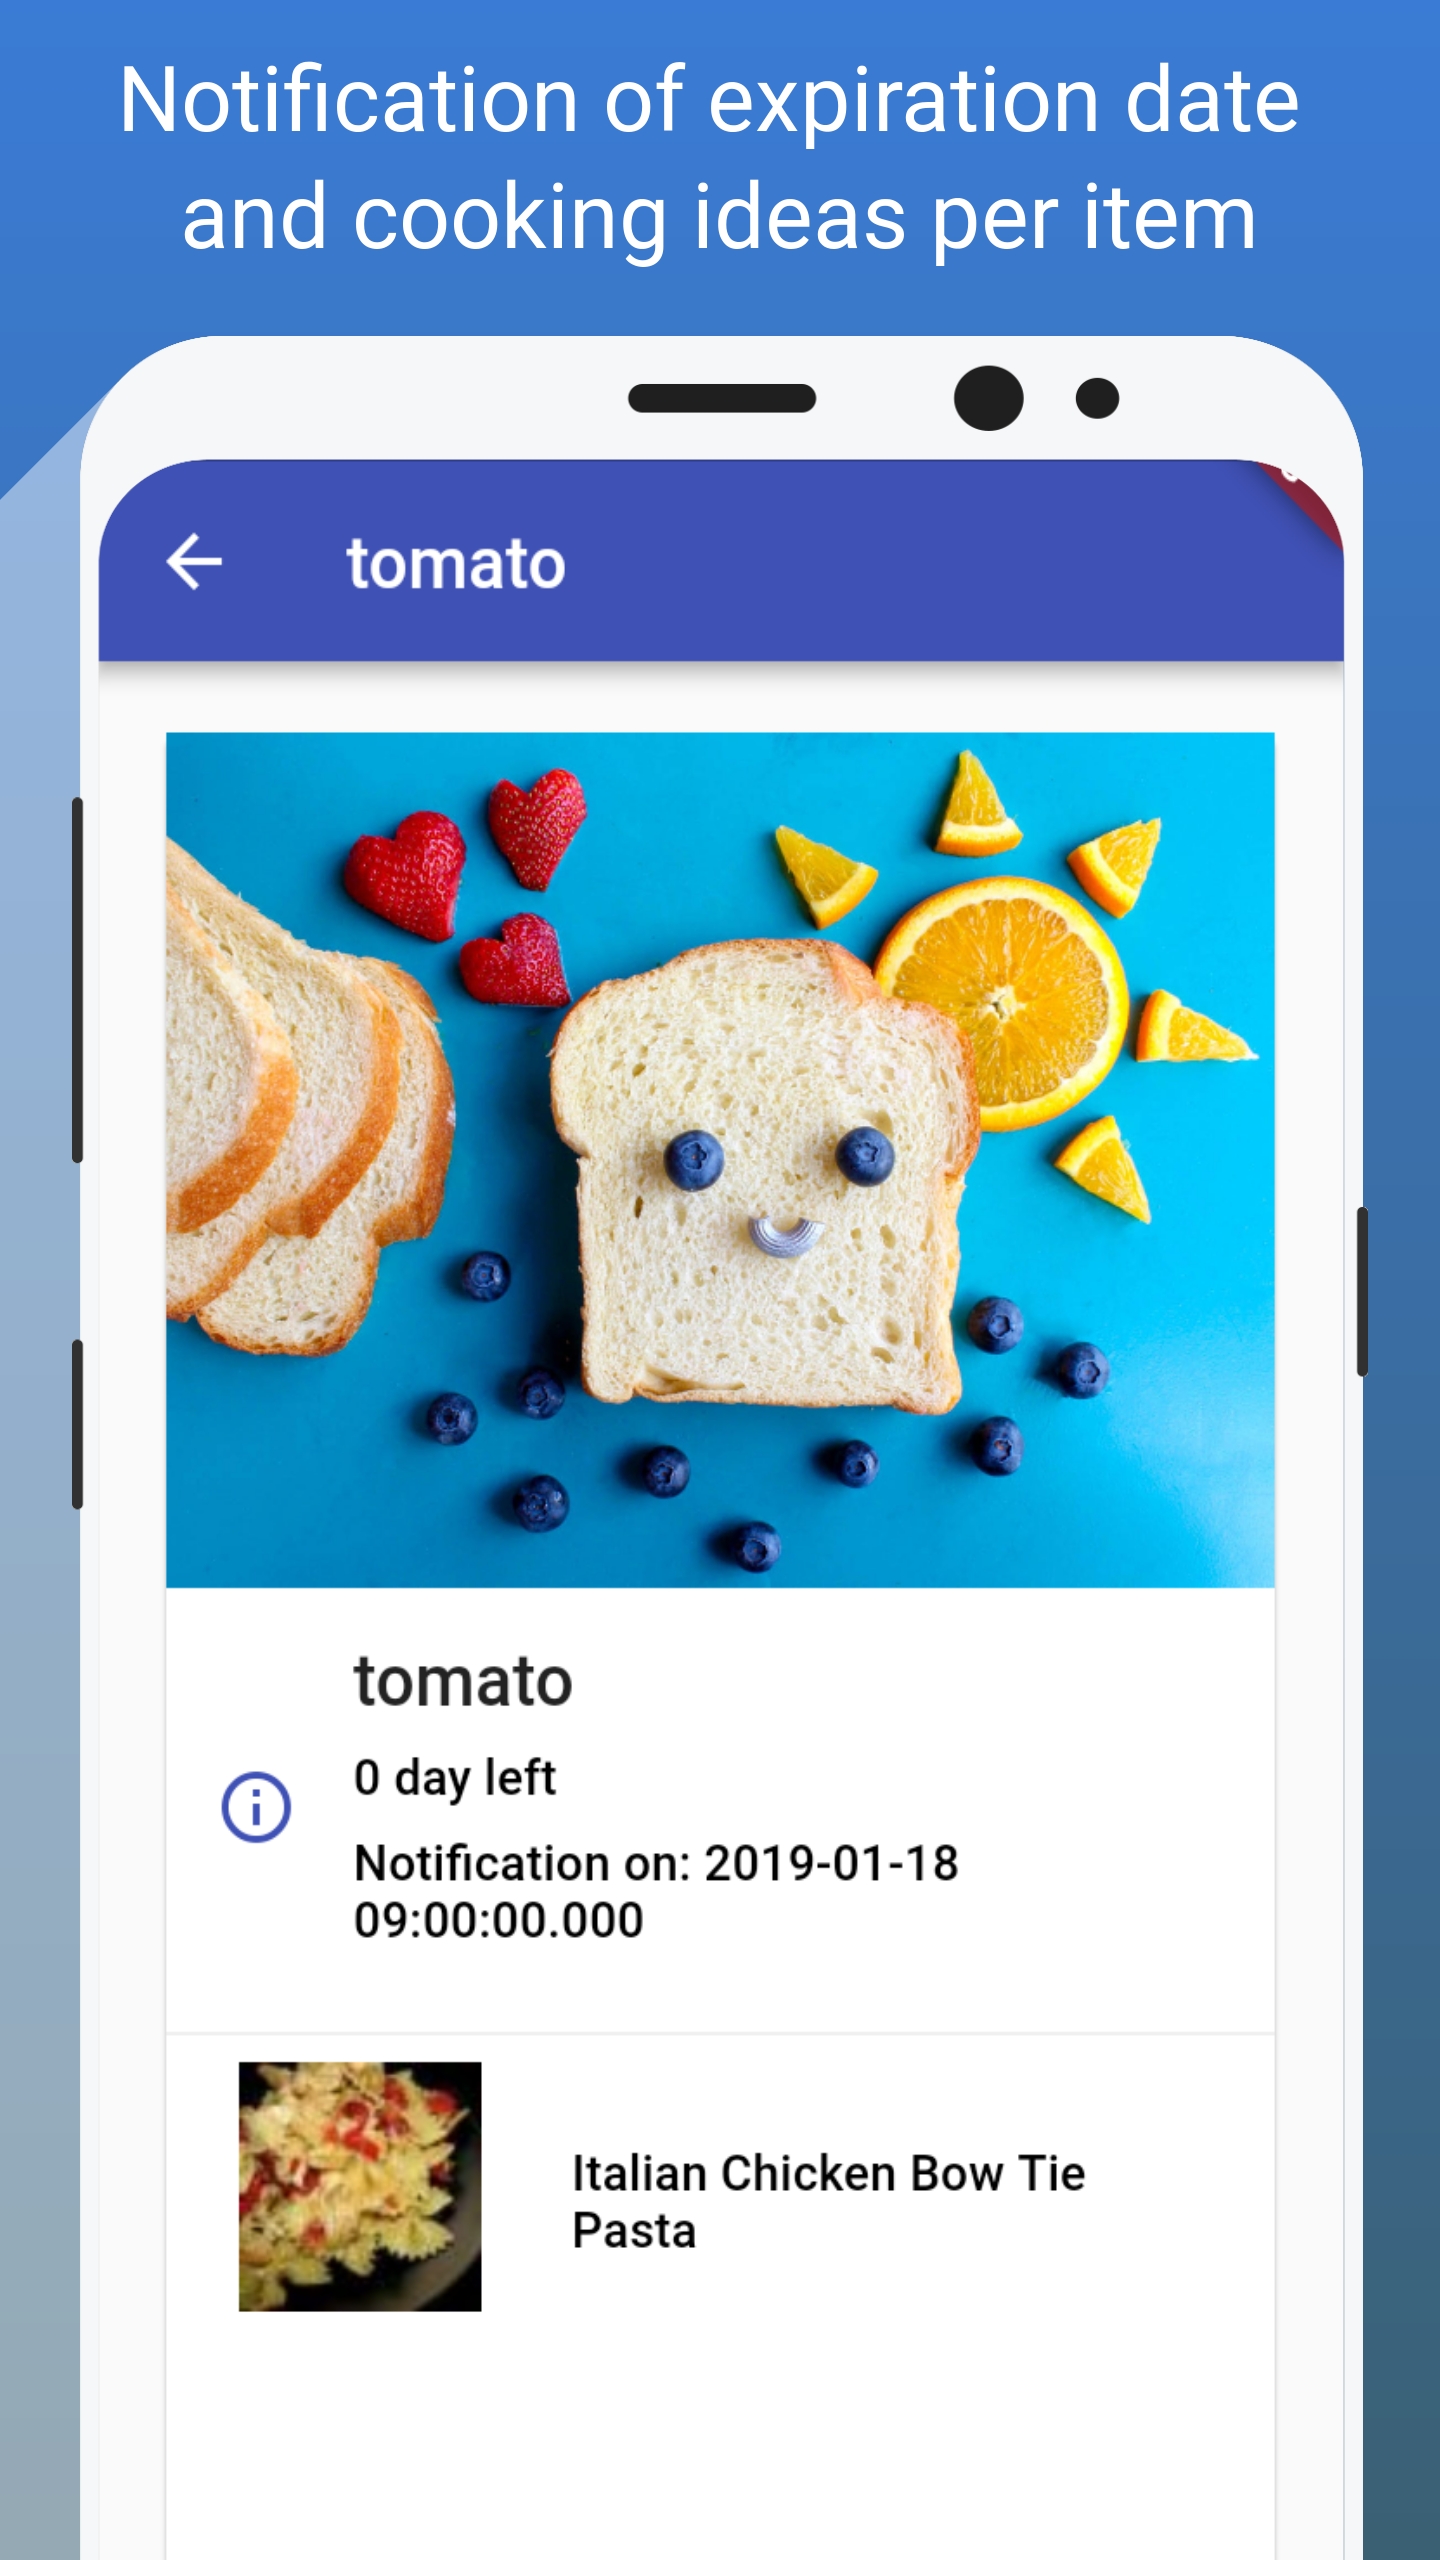 Notification of expiration date
and cooking ideas per item
tomato
tomato
0 day left
Notification on: 2019-01-18
09:00:00.000
Italian Chicken Bow Tie
Pasta